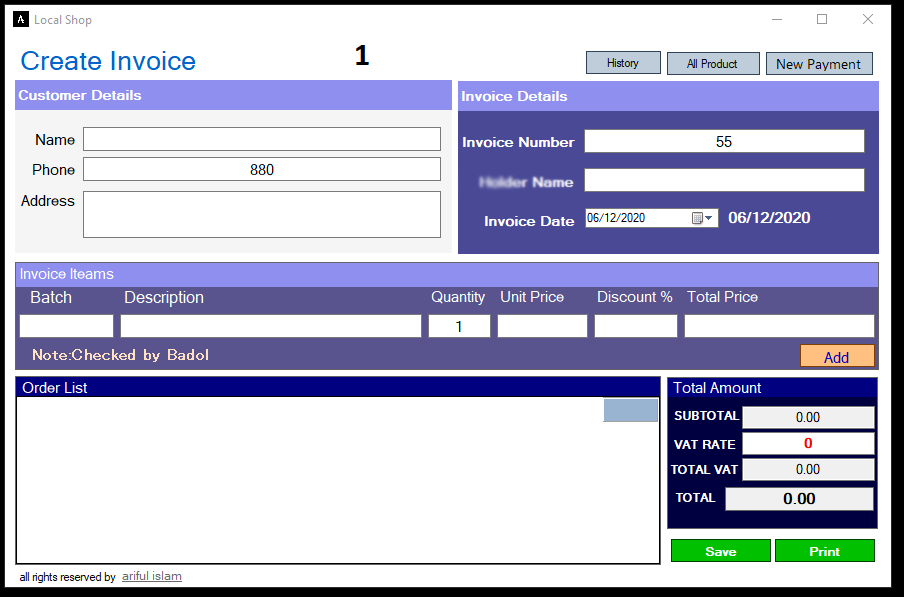 A Local Shop
Create Invoice
1
History
All Product
New Payment
Customer Details
Name
Phone 880
Address
Invoice Details
Invoice Number 55
Holder Name
Invoice Date 06/12/2020 06/12/2020
Invoice Iteams
Batch Description Quantity Unit Price Discount % Total Price
1
Note:Checked by Badol
Add
Order List
Total Amount
SUBTOTAL 0.00
VAT RATE 0
TOTAL VAT 0.00
TOTAL 0.00
Save Print
all rights reserved by ariful islam